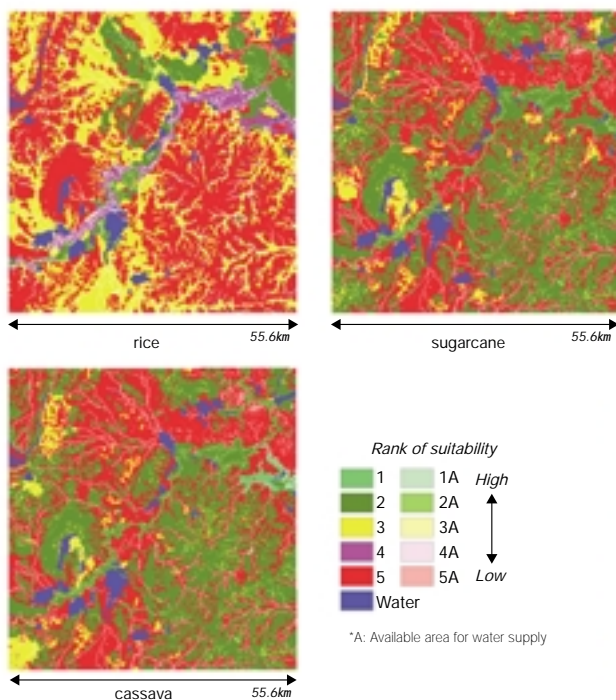 55.6km
rice
55.6km
sugarcane
55.6km
cassava
Rank of suitability
1 1A High
2 2A
3 3A
4 4A
5 5A Low
Water
*A: Available area for water supply